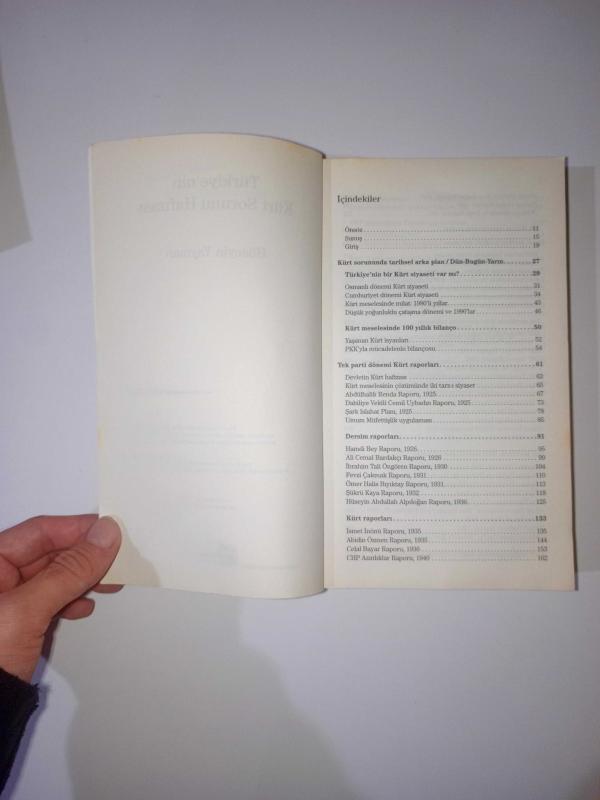 Türkiye'nin
Kürt Sorunu Hafızası
Hüseyin Yayman
İçindekiler
Önsöz 11
Sunuş 15
Giriş 19
Kürt sorununda tarihsel arka plan / Dün-Bugün-Yarın 27
Türkiye'nin bir Kürt siyaseti var mı? 29
Osmanlı dönemi Kürt siyaseti 31
Cumhuriyet dönemi Kürt siyaseti 34
Kürt meselesinde milat: 1980'li yıllar 43
Düşük yoğunluklu çatışma dönemi ve 1990'lar 46
Kürt meselesinde 100 yıllık bilanço 50
Yaşanan Kürt isyanları 52
PKK'yla mücadelenin bilançosu 54
Tek parti dönemi Kürt raporları 61
Devletin Kürt hafızası 63
Kürt meselesinin çözümünde iki tarz-ı siyaset 65
Abdülhalik Renda Raporu, 1925 67
Dahiliye Vekili Cemil Uybadın Raporu, 1925 73
Şark Islahat Planı, 1925 78
Umum Müfettişlik uygulaması 85
Dersim raporları 91
Hamdi Bey Raporu, 1926 95
Ali Cemal Bardakçı Raporu, 1926 99
İbrahim Tali Öngören Raporu, 1930 104
Fevzi Çakmak Raporu, 1931 110
Ömer Halis Bıyıktay Raporu, 1931 113
Şükrü Kaya Raporu, 1932 118
Hüseyin Abdullah Alpdoğan Raporu, 1936 125
Kürt raporları 133
İsmet İnönü Raporu, 1935 135
Abidin Özmen Raporu, 1935 144
Celal Bayar Raporu, 1936 153
CHP Azınlıklar Raporu, 1940 162